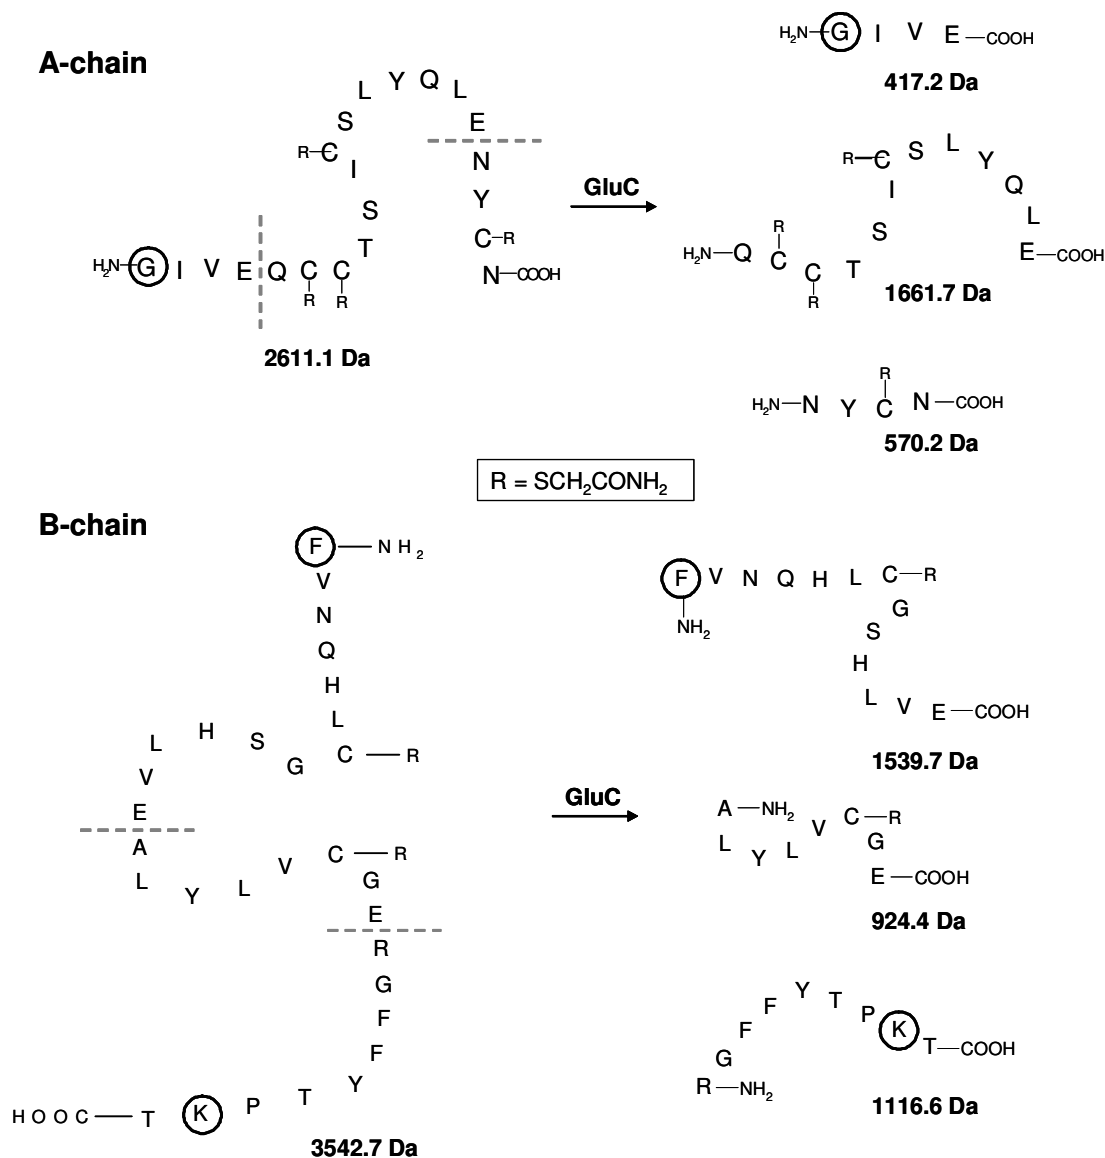 A-chain
H₂N–G I V E Q C C T S I C S L Y Q L E N Y C–R N–COOH
R R
R
2611.1 Da
GluC
H₂N–G I V E–COOH
417.2 Da
H₂N–Q C C T S I C S L Y Q L E–COOH
R
R
R
1661.7 Da
H₂N–N Y C N–COOH
R
570.2 Da
R = SCH₂CONH₂
B-chain
F–NH₂
V
N
Q
H
L
C–R
G
S
H
L
V
E
A
L
Y
L
V
C–R
G
E
R
G
F
F
Y
T
P
K
T–COOH
3542.7 Da
GluC
F V N Q H L C–R
NH₂
G
S
H
L V E–COOH
1539.7 Da
A–NH₂
L Y L V C–R
G
E–COOH
924.4 Da
R–NH₂
G
F
F
Y
T
P
K
T–COOH
1116.6 Da